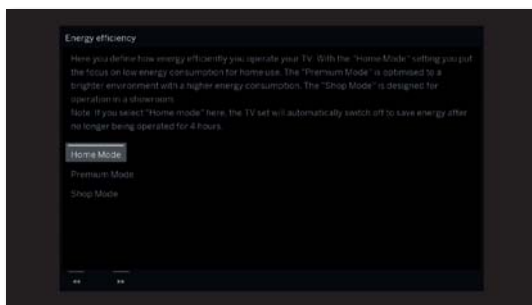 Energy efficiency
Here you define how energy efficiently you operate your TV. With the "Home Mode" setting you put
the focus on low energy consumption for home use. The "Premium Mode" is optimised to a
brighter environment with a higher energy consumption. The "Shop Mode" is designed for
operation in a showroom.
Note: If you select "Home mode" here, the TV set will automatically switch off to save energy after
no longer being operated for 4 hours.
Home Mode
Premium Mode
Shop Mode